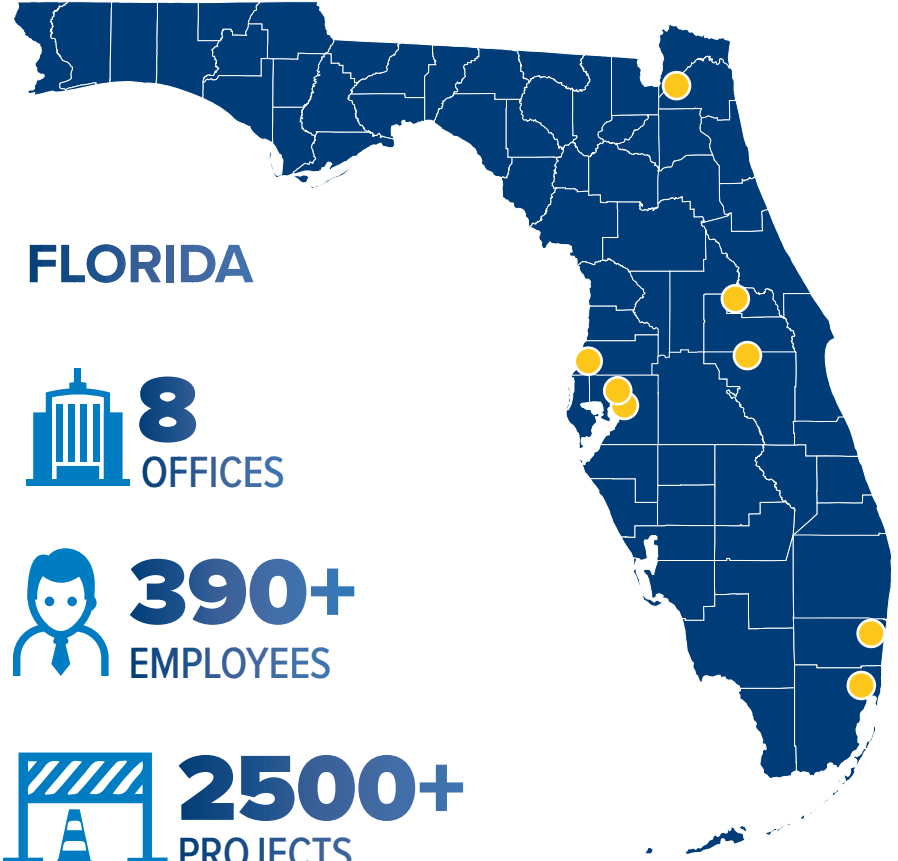 FLORIDA
8
OFFICES
390+
EMPLOYEES
2500+
PROJECTS